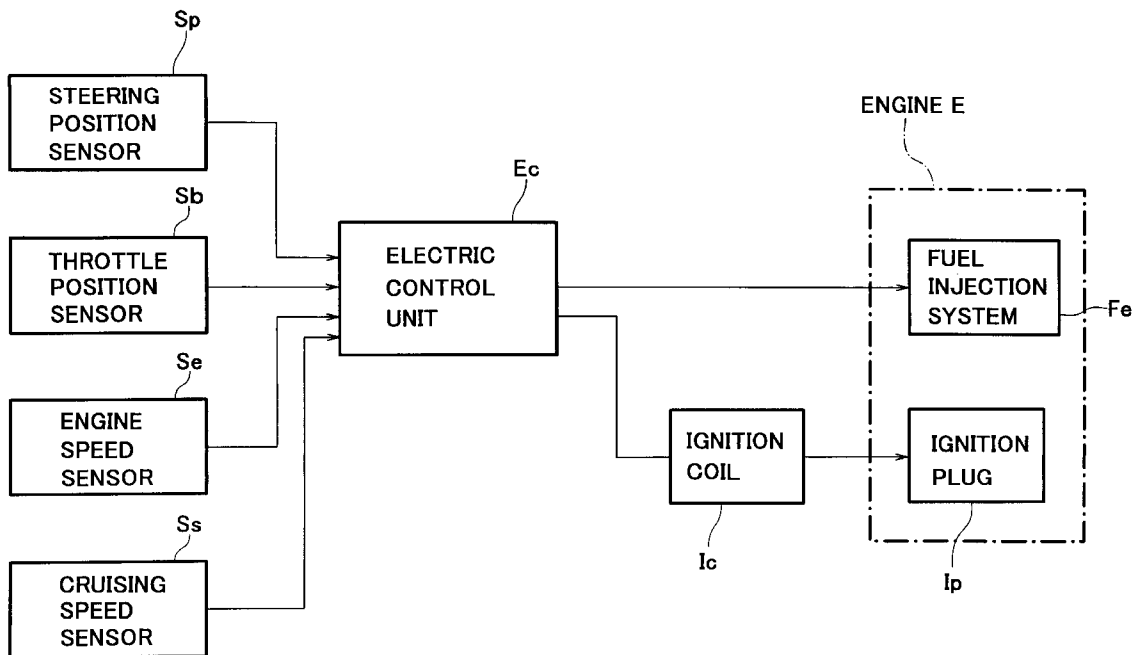 Sp
STEERING
POSITION
SENSOR
Sb
THROTTLE
POSITION
SENSOR
Se
ENGINE
SPEED
SENSOR
Ss
CRUISING
SPEED
SENSOR
Ec
ELECTRIC
CONTROL
UNIT
ENGINE E
FUEL
INJECTION
SYSTEM
Fe
IGNITION
COIL
Ic
IGNITION
PLUG
Ip